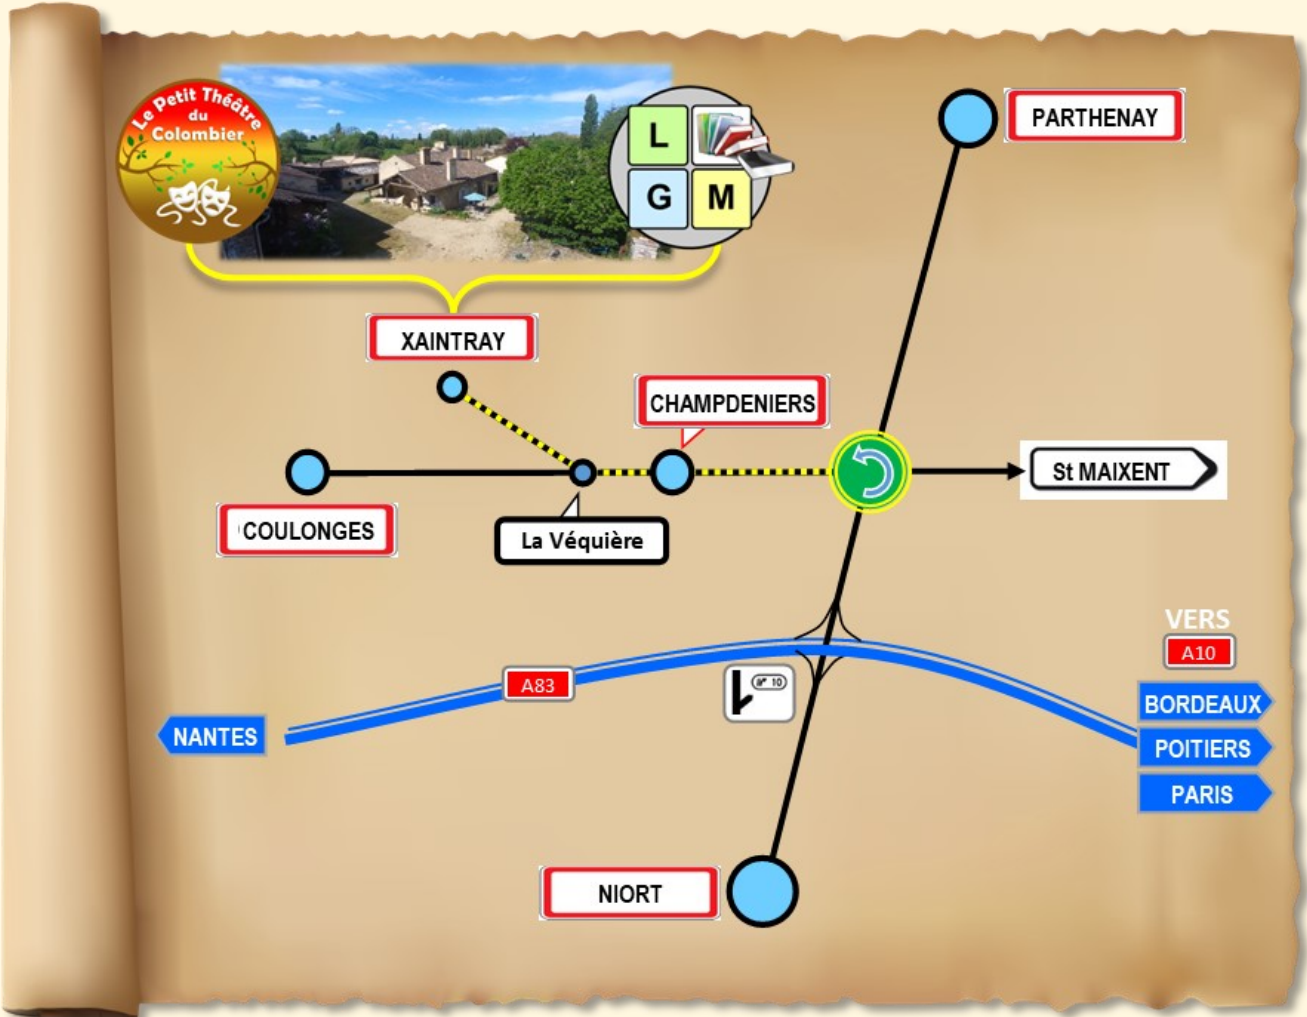 Le Petit Théâtre
du
Colombier
L
G M
PARTHENAY
XAINTRAY
CHAMPDENIERS
St MAIXENT
COULONGES
La Véquière
VERS
A10
A83
10
BORDEAUX
NANTES
POITIERS
PARIS
NIORT